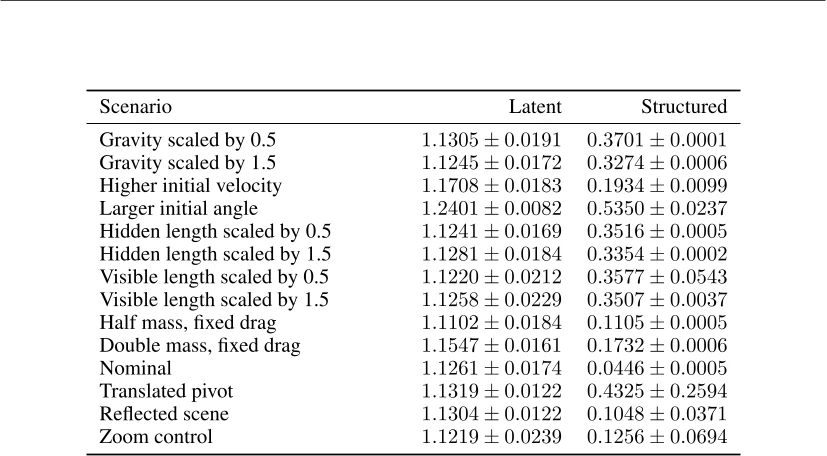 Scenario Latent Structured
Gravity scaled by 0.5 1.1305 ± 0.0191 0.3701 ± 0.0001
Gravity scaled by 1.5 1.1245 ± 0.0172 0.3274 ± 0.0006
Higher initial velocity 1.1708 ± 0.0183 0.1934 ± 0.0099
Larger initial angle 1.2401 ± 0.0082 0.5350 ± 0.0237
Hidden length scaled by 0.5 1.1241 ± 0.0169 0.3516 ± 0.0005
Hidden length scaled by 1.5 1.1281 ± 0.0184 0.3354 ± 0.0002
Visible length scaled by 0.5 1.1220 ± 0.0212 0.3577 ± 0.0543
Visible length scaled by 1.5 1.1258 ± 0.0229 0.3507 ± 0.0037
Half mass, fixed drag 1.1102 ± 0.0184 0.1105 ± 0.0005
Double mass, fixed drag 1.1547 ± 0.0161 0.1732 ± 0.0006
Nominal 1.1261 ± 0.0174 0.0446 ± 0.0005
Translated pivot 1.1319 ± 0.0122 0.4325 ± 0.2594
Reflected scene 1.1304 ± 0.0122 0.1048 ± 0.0371
Zoom control 1.1219 ± 0.0239 0.1256 ± 0.0694